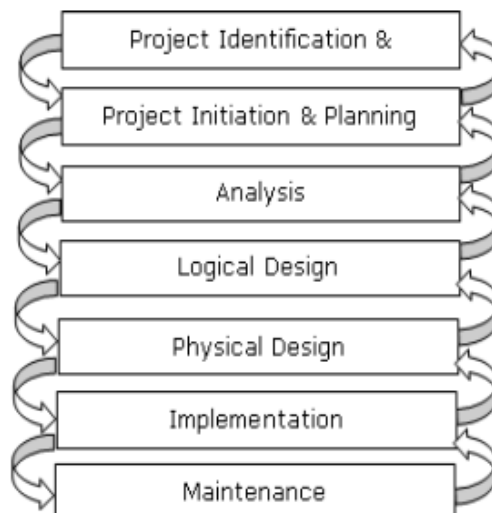 Project Identification &
Project Initiation & Planning
Analysis
Logical Design
Physical Design
Implementation
Maintenance